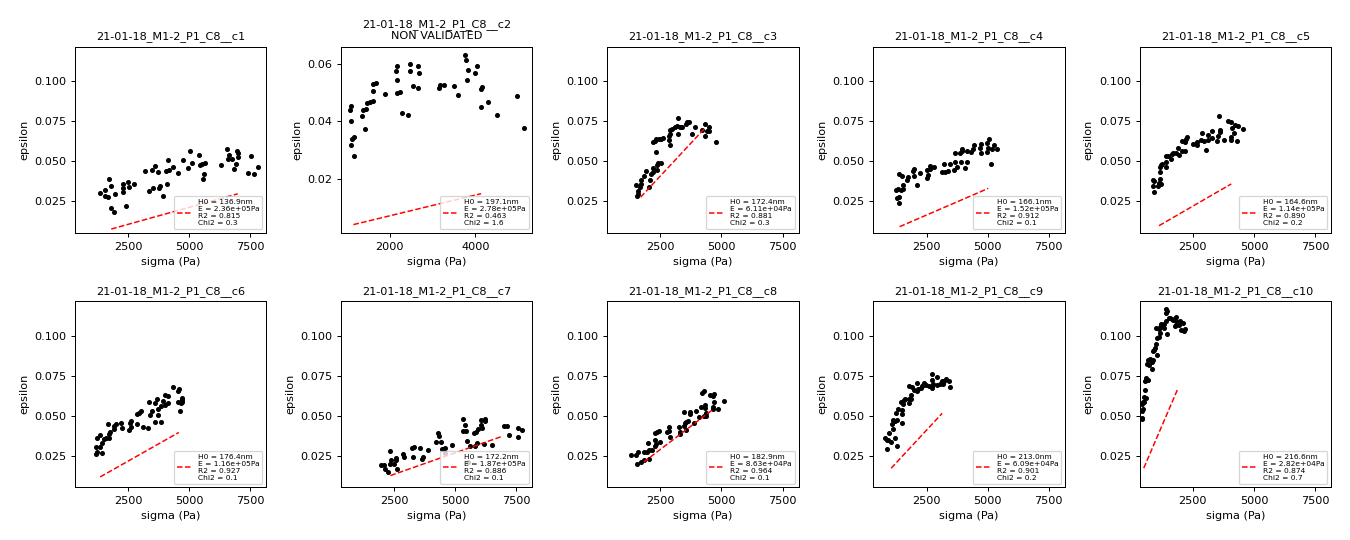 21-01-18_M1-2_P1_C8__c1
epsilon
0.100
0.075
0.050
0.025
2500
5000
7500
sigma (Pa)
H0 = 136.9nm
E = 2.36e+05Pa
R2 = 0.815
Chi2 = 0.3
21-01-18_M1-2_P1_C8__c2
NON VALIDATED
epsilon
0.06
0.04
0.02
2000
4000
sigma (Pa)
H0 = 197.1nm
E = 2.78e+05Pa
R2 = 0.463
Chi2 = 1.6
21-01-18_M1-2_P1_C8__c3
epsilon
0.100
0.075
0.050
0.025
2500
5000
7500
sigma (Pa)
H0 = 172.4nm
E = 6.11e+04Pa
R2 = 0.881
Chi2 = 0.3
21-01-18_M1-2_P1_C8__c4
epsilon
0.100
0.075
0.050
0.025
2500
5000
7500
sigma (Pa)
H0 = 166.1nm
E = 1.52e+05Pa
R2 = 0.912
Chi2 = 0.1
21-01-18_M1-2_P1_C8__c5
epsilon
0.100
0.075
0.050
0.025
2500
5000
7500
sigma (Pa)
H0 = 164.6nm
E = 1.14e+05Pa
R2 = 0.890
Chi2 = 0.2
21-01-18_M1-2_P1_C8__c6
epsilon
0.100
0.075
0.050
0.025
2500
5000
7500
sigma (Pa)
H0 = 176.4nm
E = 1.16e+05Pa
R2 = 0.927
Chi2 = 0.1
21-01-18_M1-2_P1_C8__c7
epsilon
0.100
0.075
0.050
0.025
2500
5000
7500
sigma (Pa)
H0 = 172.2nm
E = 1.87e+05Pa
R2 = 0.886
Chi2 = 0.1
21-01-18_M1-2_P1_C8__c8
epsilon
0.100
0.075
0.050
0.025
2500
5000
7500
sigma (Pa)
H0 = 182.9nm
E = 8.63e+04Pa
R2 = 0.964
Chi2 = 0.1
21-01-18_M1-2_P1_C8__c9
epsilon
0.100
0.075
0.050
0.025
2500
5000
7500
sigma (Pa)
H0 = 213.0nm
E = 6.09e+04Pa
R2 = 0.901
Chi2 = 0.2
21-01-18_M1-2_P1_C8__c10
epsilon
0.100
0.075
0.050
0.025
2500
5000
7500
sigma (Pa)
H0 = 216.6nm
E = 2.82e+04Pa
R2 = 0.874
Chi2 = 0.7